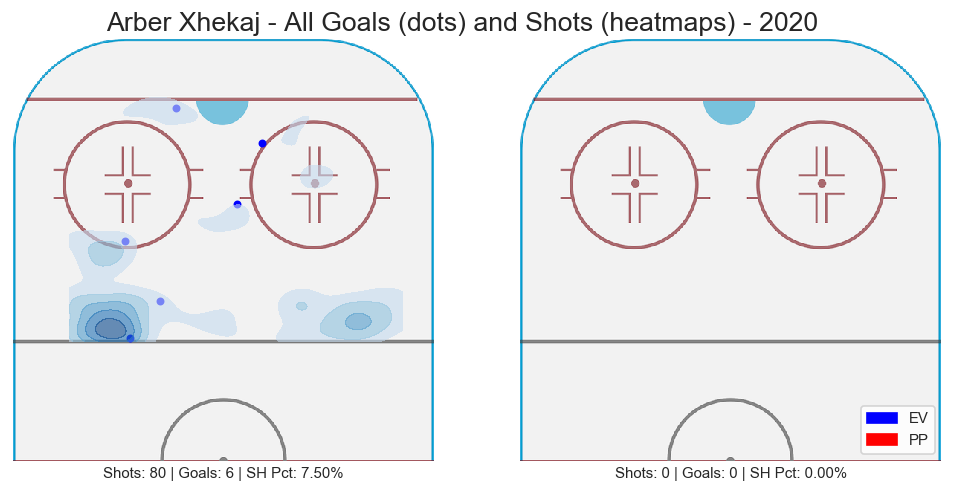 Arber Xhekaj - All Goals (dots) and Shots (heatmaps) - 2020
EV
PP
Shots: 80 | Goals: 6 | SH Pct: 7.50%
Shots: 0 | Goals: 0 | SH Pct: 0.00%